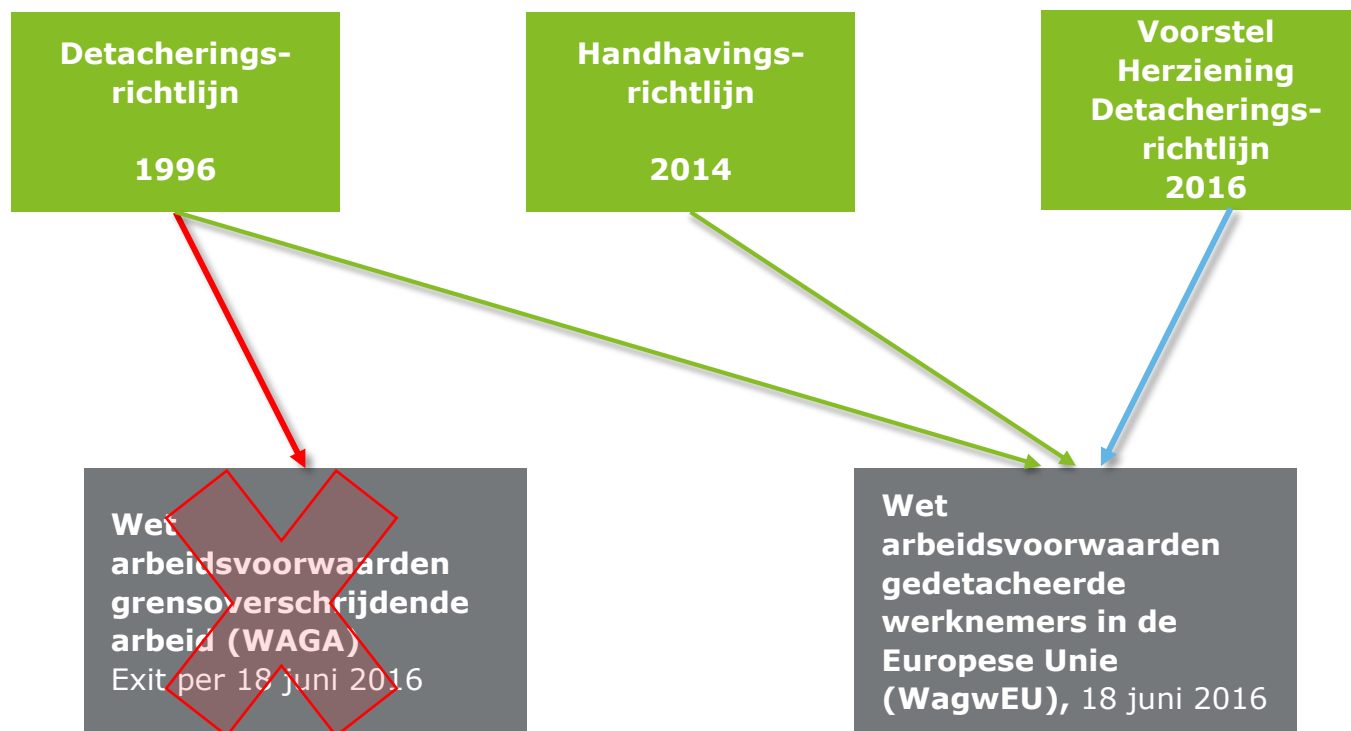 Detacherings-
richtlijn
1996
Handhavings-
richtlijn
2014
Voorstel
Herziening
Detacherings-
richtlijn
2016
Wet
arbeidsvoorwaarden
grensoverschrijdende
arbeid (WAGA)
Exit per 18 juni 2016
Wet
arbeidsvoorwaarden
gedetacheerde
werknemers in de
Europese Unie
(WagwEU), 18 juni 2016